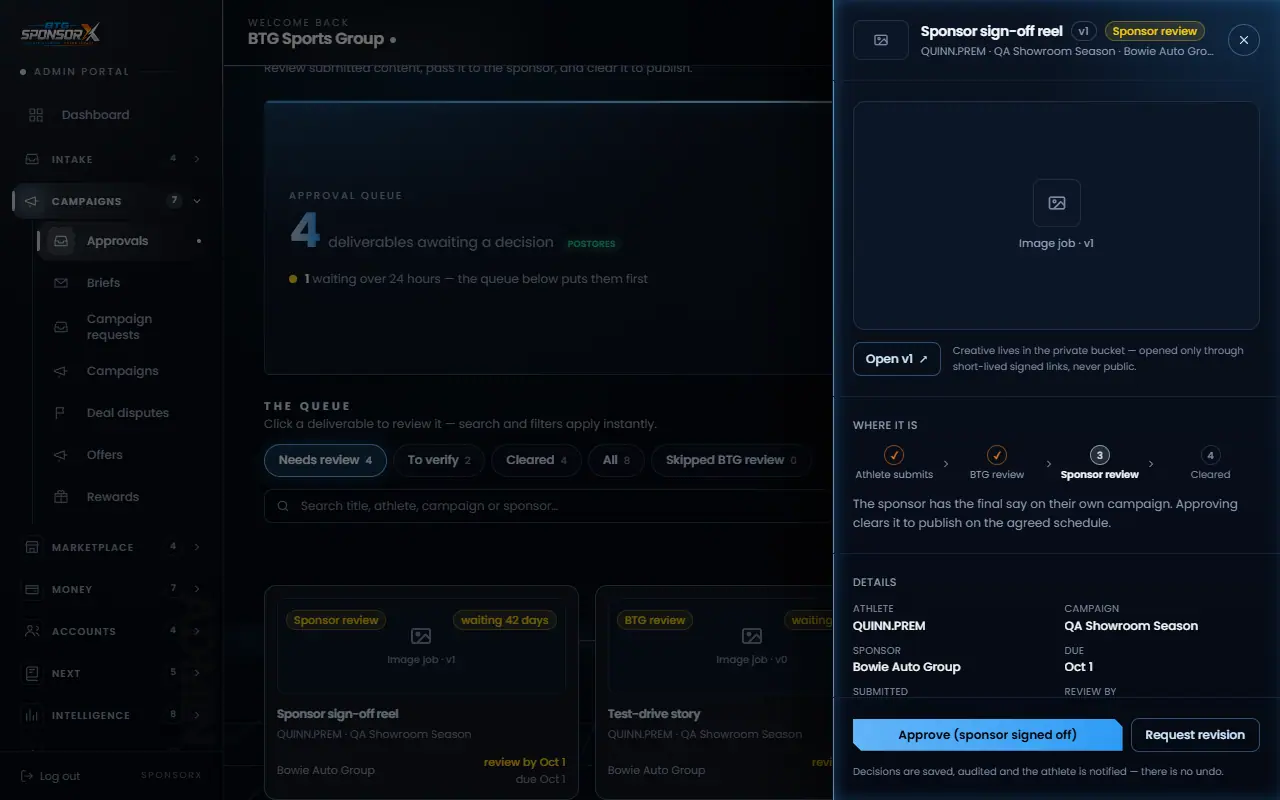 BTG
SPONSORX
ADMIN PORTAL
Dashboard
INTAKE 4
CAMPAIGNS 7
Approvals
Briefs
Campaign
requests
Campaigns
Deal disputes
Offers
Rewards
MARKETPLACE 4
MONEY 7
ACCOUNTS 4
NEXT 5
INTELLIGENCE 8
Log out SPONSORX
WELCOME BACK
BTG Sports Group
Review submitted content, pass it to the sponsor, and clear it to publish.
APPROVAL QUEUE
4 deliverables awaiting a decision POSTGRES
1 waiting over 24 hours — the queue below puts them first
THE QUEUE
Click a deliverable to review it — search and filters apply instantly.
Needs review 4 To verify 2 Cleared 4 All 8 Skipped BTG review 0
Search title, athlete, campaign or sponsor...
Sponsor review waiting 42 days
Image job · v1
Sponsor sign-off reel
QUINN.PREM · QA Showroom Season
review by Oct 1
Bowie Auto Group
due Oct 1
BTG review waiting
Image job · v0
Test-drive story
QUINN.PREM · QA Showroom Season
revi
Bowie Auto Group
Sponsor sign-off reel v1 Sponsor review
QUINN.PREM · QA Showroom Season · Bowie Auto Gro...
Image job · v1
Open v1 ↗
Creative lives in the private bucket — opened only through
short-lived signed links, never public.
WHERE IT IS
✓ ✓ 3 4
Athlete submits BTG review Sponsor review Cleared
The sponsor has the final say on their own campaign. Approving
clears it to publish on the agreed schedule.
DETAILS
ATHLETE CAMPAIGN
QUINN.PREM QA Showroom Season
SPONSOR DUE
Bowie Auto Group Oct 1
SUBMITTED REVIEW BY
Approve (sponsor signed off) Request revision
Decisions are saved, audited and the athlete is notified — there is no undo.